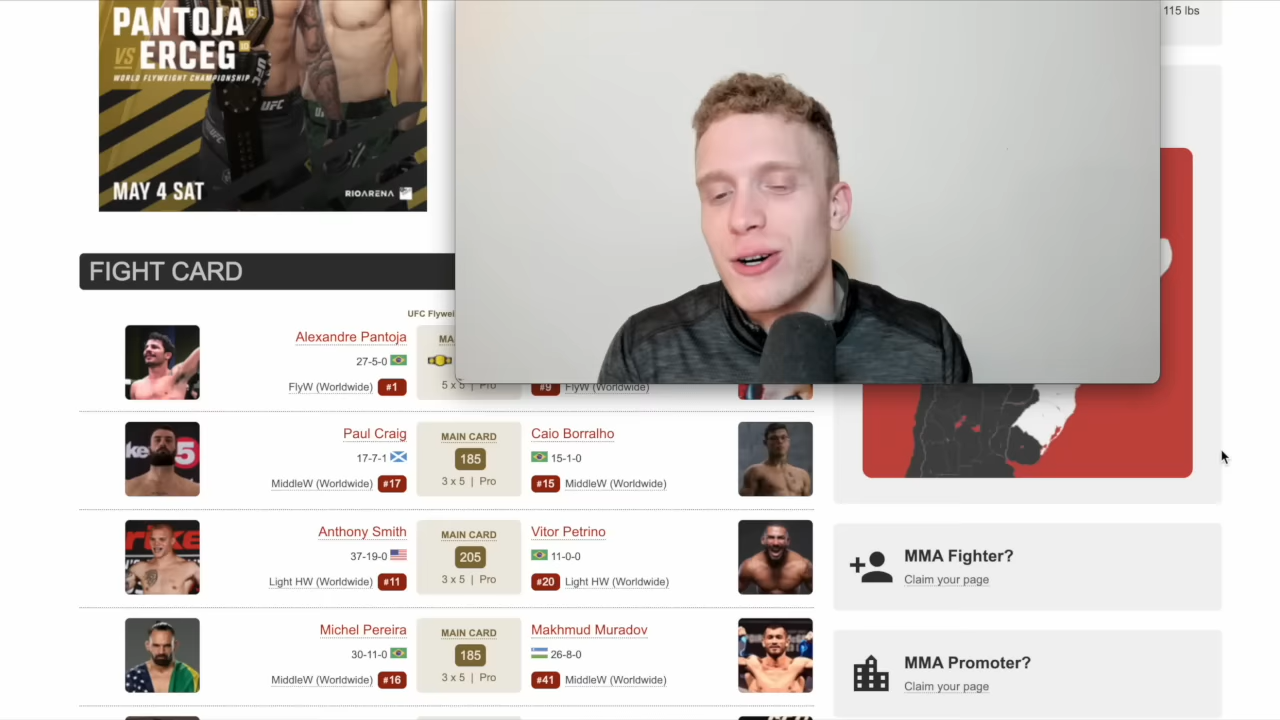 115 lbs
PANTOJA
VS ERCEG
WORLD FLYWEIGHT CHAMPIONSHIP
UFC
MAY 4 SAT
RIOARENA
FIGHT CARD
Alexandre Pantoja
27-5-0
FlyW (Worldwide) #1
5 x 5 | Pro
#9 FlyW (Worldwide)
Paul Craig
17-7-1
MiddleW (Worldwide) #17
MAIN CARD
185
3 x 5 | Pro
Caio Borralho
15-1-0
#15 MiddleW (Worldwide)
Anthony Smith
37-19-0
Light HW (Worldwide) #11
MAIN CARD
205
3 x 5 | Pro
Vitor Petrino
11-0-0
#20 Light HW (Worldwide)
Michel Pereira
30-11-0
MiddleW (Worldwide) #16
MAIN CARD
185
3 x 5 | Pro
Makhmud Muradov
26-8-0
#41 MiddleW (Worldwide)
MMA Fighter?
Claim your page
MMA Promoter?
Claim your page